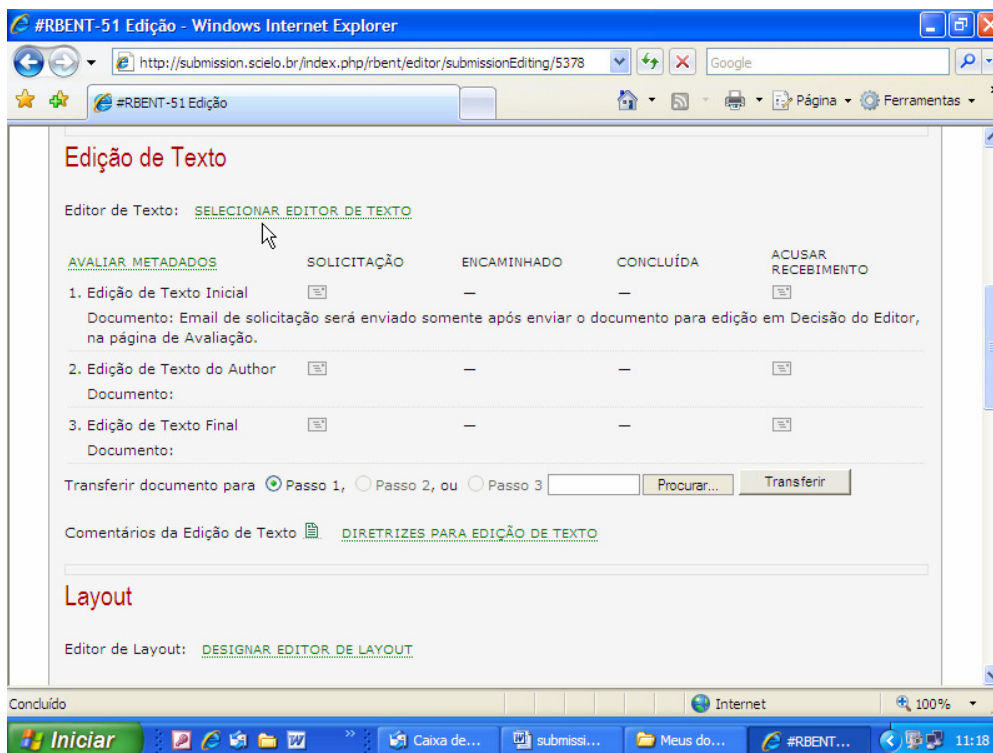 #RBENT-51 Edição - Windows Internet Explorer
http://submission.scielo.br/index.php/rbent/editor/submissionEditing/5378
Google
#RBENT-51 Edição
Página
Ferramentas
Edição de Texto
Editor de Texto: SELECIONAR EDITOR DE TEXTO
AVALIAR METADADOS SOLICITAÇÃO ENCAMINHADO CONCLUÍDA ACUSAR RECEBIMENTO
1. Edição de Texto Inicial — —
Documento: Email de solicitação será enviado somente após enviar o documento para edição em Decisão do Editor,
na página de Avaliação.
2. Edição de Texto do Author — —
Documento:
3. Edição de Texto Final — —
Documento:
Transferir documento para Passo 1, Passo 2, ou Passo 3 Procurar... Transferir
Comentários da Edição de Texto DIRETRIZES PARA EDIÇÃO DE TEXTO
Layout
Editor de Layout: DESIGNAR EDITOR DE LAYOUT
Concluído Internet 100%
Iniciar Caixa de... submissi... Meus do... #RBENT... 11:18